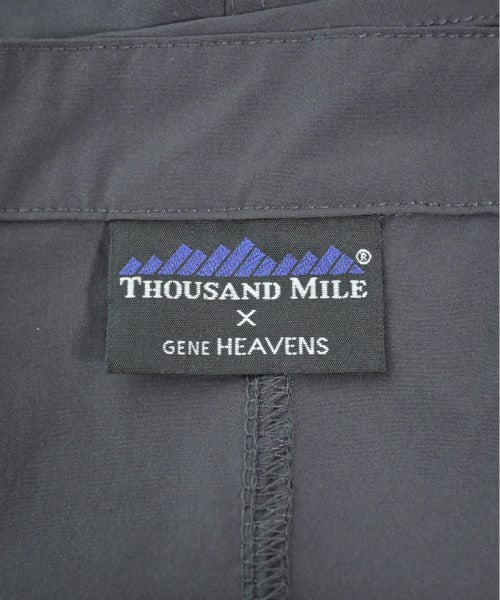 ®
THOUSAND MILE
X
GENE HEAVENS